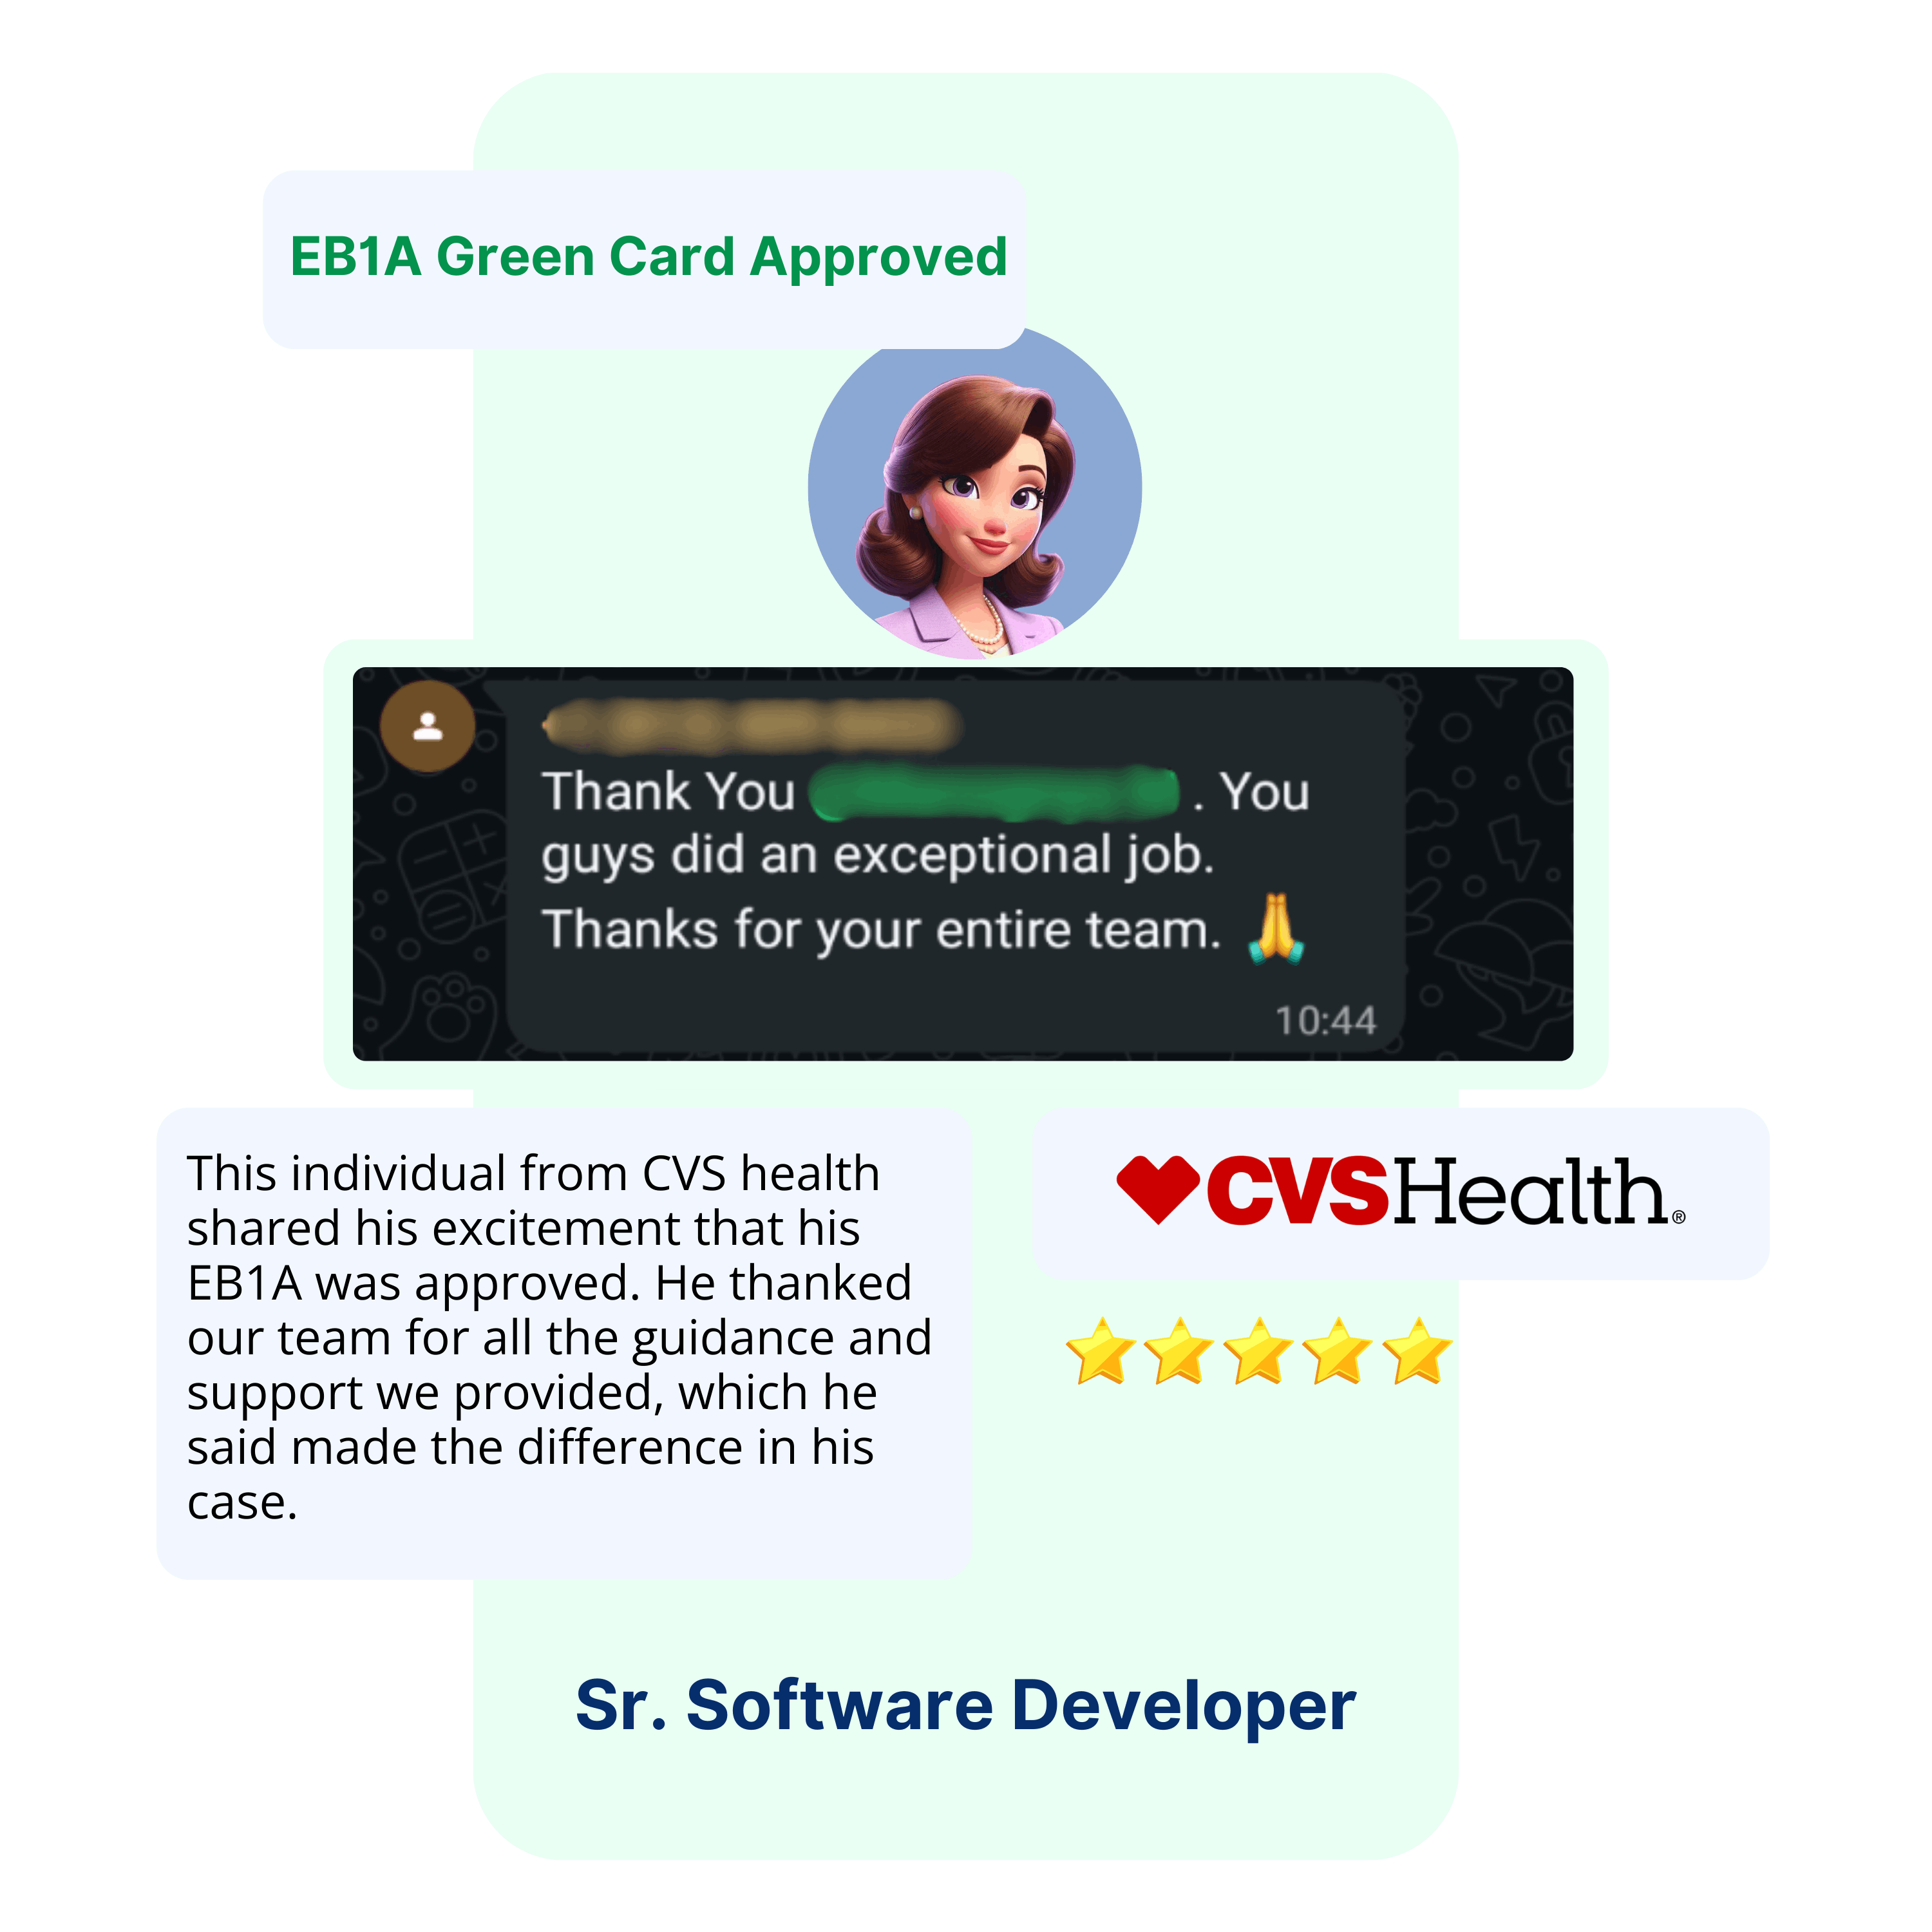 EB1A Green Card Approved
Thank You . You
guys did an exceptional job.
Thanks for your entire team. 🙏
10:44
This individual from CVS health
shared his excitement that his
EB1A was approved. He thanked
our team for all the guidance and
support we provided, which he
said made the difference in his
case.
CVSHealth®
Sr. Software Developer